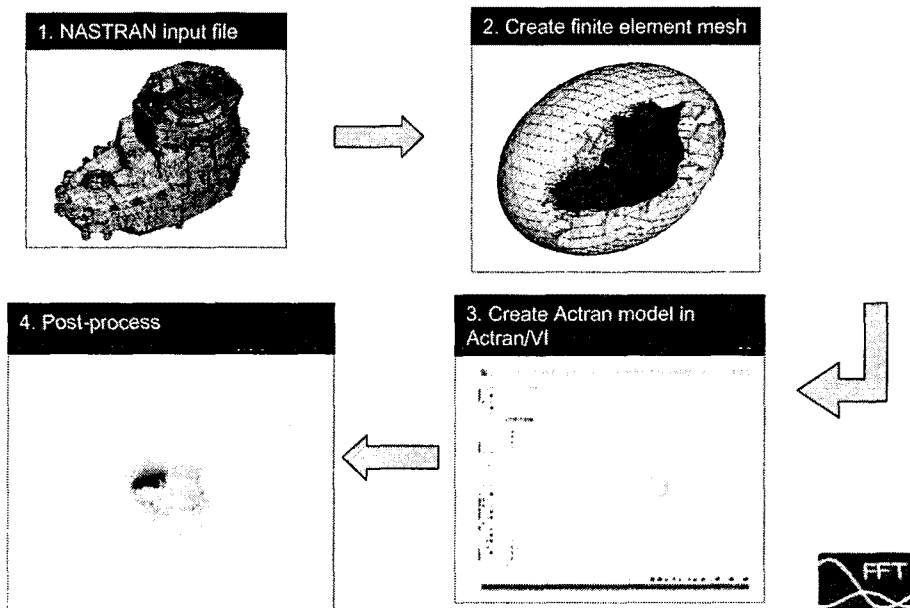 1. NASTRAN input file
2. Create finite element mesh
3. Create Actran model in
Actran/VI
4. Post-process
FFT